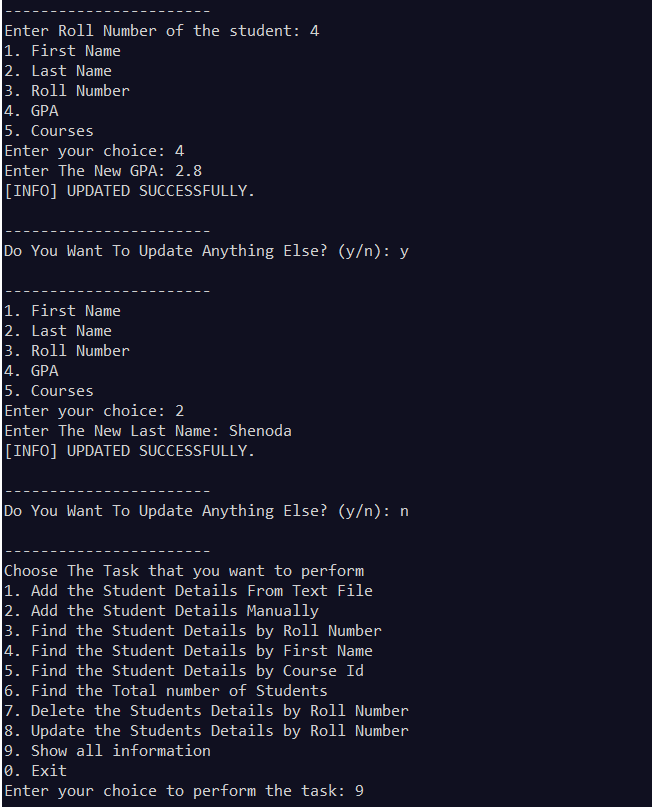 -----------------------
Enter Roll Number of the student: 4
1. First Name
2. Last Name
3. Roll Number
4. GPA
5. Courses
Enter your choice: 4
Enter The New GPA: 2.8
[INFO] UPDATED SUCCESSFULLY.
-----------------------
Do You Want To Update Anything Else? (y/n): y
-----------------------
1. First Name
2. Last Name
3. Roll Number
4. GPA
5. Courses
Enter your choice: 2
Enter The New Last Name: Shenoda
[INFO] UPDATED SUCCESSFULLY.
-----------------------
Do You Want To Update Anything Else? (y/n): n
-----------------------
Choose The Task that you want to perform
1. Add the Student Details From Text File
2. Add the Student Details Manually
3. Find the Student Details by Roll Number
4. Find the Student Details by First Name
5. Find the Student Details by Course Id
6. Find the Total number of Students
7. Delete the Students Details by Roll Number
8. Update the Students Details by Roll Number
9. Show all information
0. Exit
Enter your choice to perform the task: 9